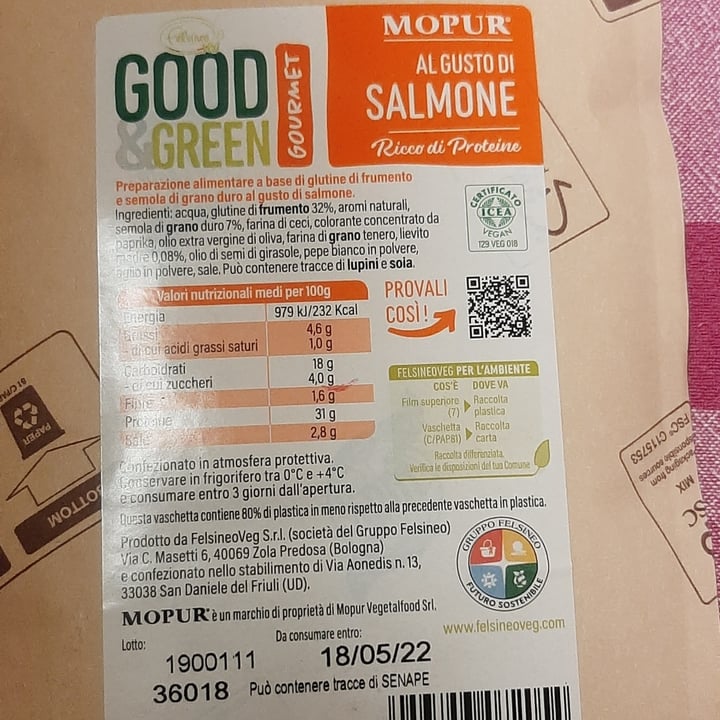 Felsineo
GOOD
&GREEN
GOURMET
MOPUR®
AL GUSTO DI
SALMONE
Ricco di Proteine
Preparazione alimentare a base di glutine di frumento
e semola di grano duro al gusto di salmone.
Ingredienti: acqua, glutine di frumento 32%, aromi naturali,
semola di grano duro 7%, farina di ceci, colorante concentrato da
paprika, olio extra vergine di oliva, farina di grano tenero, lievito
madre 0,08%, olio di semi di girasole, pepe bianco in polvere,
aglio in polvere, sale. Può contenere tracce di lupini e soia.
CERTIFICATO
ICEA
VEGAN
129 VEG 018
Valori nutrizionali medi per 100g
Energia 979 kJ/232 Kcal
Grassi 4,6 g
- di cui acidi grassi saturi 1,0 g
Carboidrati 18 g
- di cui zuccheri 4,0 g
Fibre 1,6 g
Proteine 31 g
Sale 2,8 g
PROVALI
COSÌ!
FELSINEOVEG PER L'AMBIENTE
COS'È DOVE VA
Film superiore (7) Raccolta plastica
Vaschetta (C/PAP81) Raccolta carta
Raccolta differenziata.
Verifica le disposizioni del tuo Comune
Confezionato in atmosfera protettiva.
Conservare in frigorifero tra 0°C e +4°C
e consumare entro 3 giorni dall'apertura.
Questa vaschetta contiene 80% di plastica in meno rispetto alla precedente vaschetta in plastica.
Prodotto da FelsineoVeg S.r.l. (società del Gruppo Felsineo)
Via C. Masetti 6, 40069 Zola Predosa (Bologna)
e confezionato nello stabilimento di Via Aonedis n. 13,
33038 San Daniele del Friuli (UD).
GRUPPO FELSINEO
FUTURO SOSTENIBILE
MOPUR® è un marchio di proprietà di Mopur Vegetalfood Srl.
www.felsineoveg.com
Lotto: Da consumare entro:
1900111 18/05/22
36018 Può contenere tracce di SENAPE
PAPER
BOTTOM
MIX
Packaging from
responsible sources
FSC® C115753